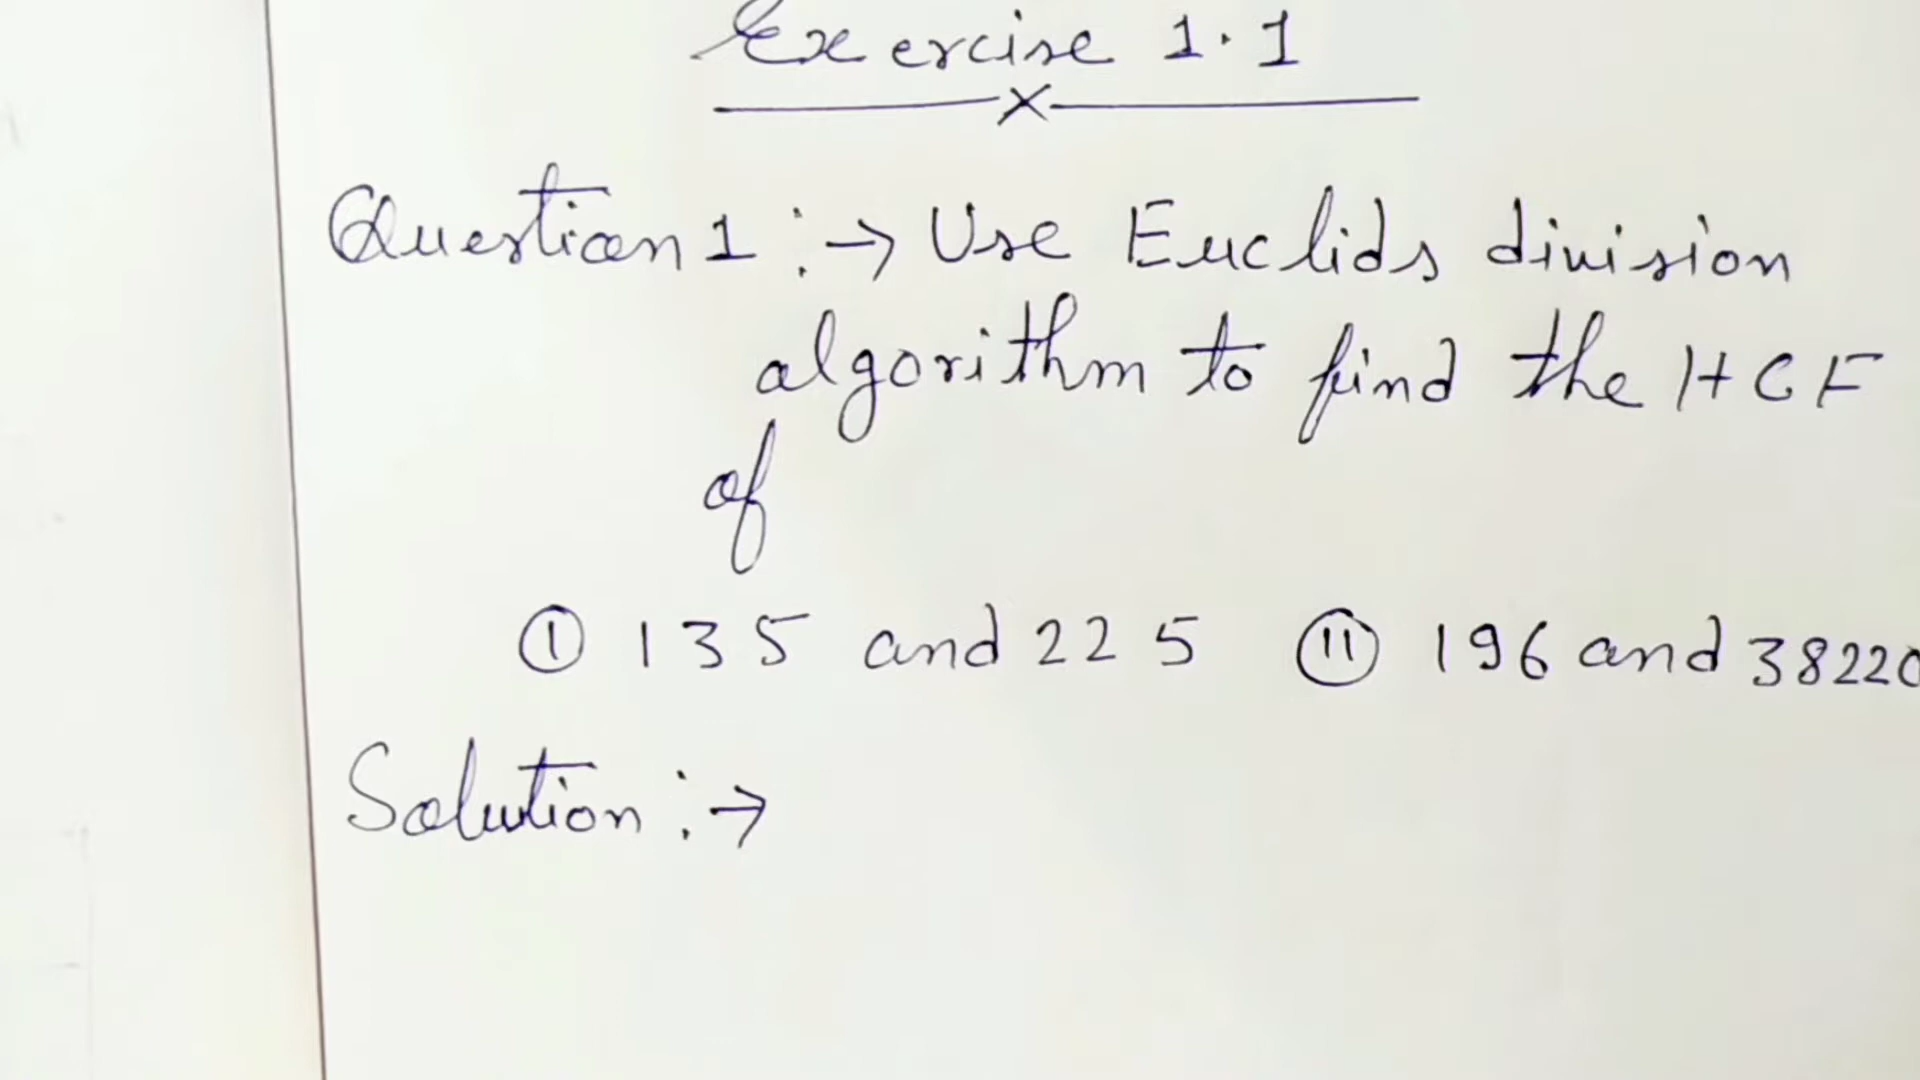 Exercise 1.1
Question 1 :→ Use Euclids division
algorithm to find the HCF
of
(I) 135 and 225 (II) 196 and 38220
Solution :→